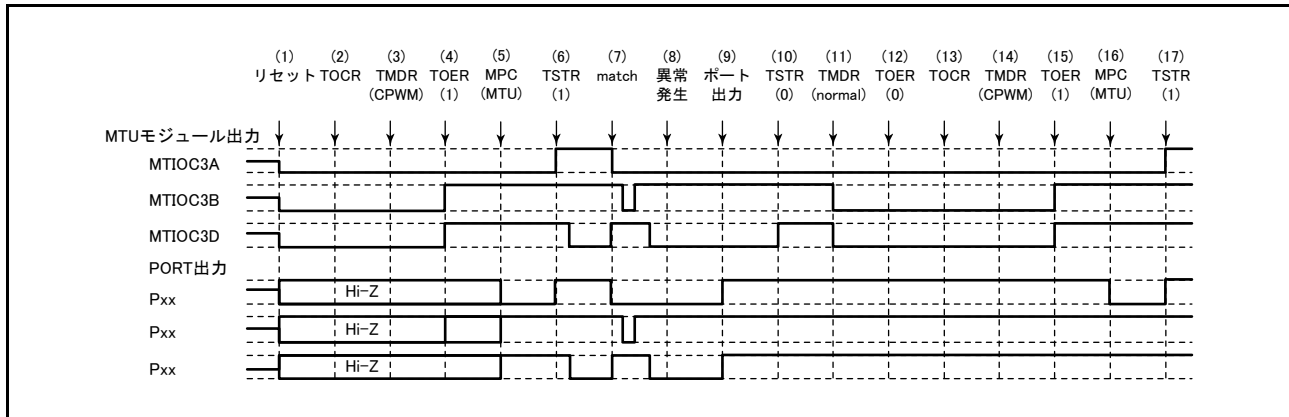 (1) (2) (3) (4) (5) (6) (7) (8) (9) (10) (11) (12) (13) (14) (15) (16) (17)
リセット TOCR TMDR TOER MPC TSTR match 異常 ポート TSTR TMDR TOER TOCR TMDR TOER MPC TSTR
(CPWM) (1) (MTU) (1) 発生 出力 (0) (normal) (0) (CPWM) (1) (MTU) (1)
MTUモジュール出力
MTIOC3A
MTIOC3B
MTIOC3D
PORT出力
Pxx Hi-Z
Pxx Hi-Z
Pxx Hi-Z